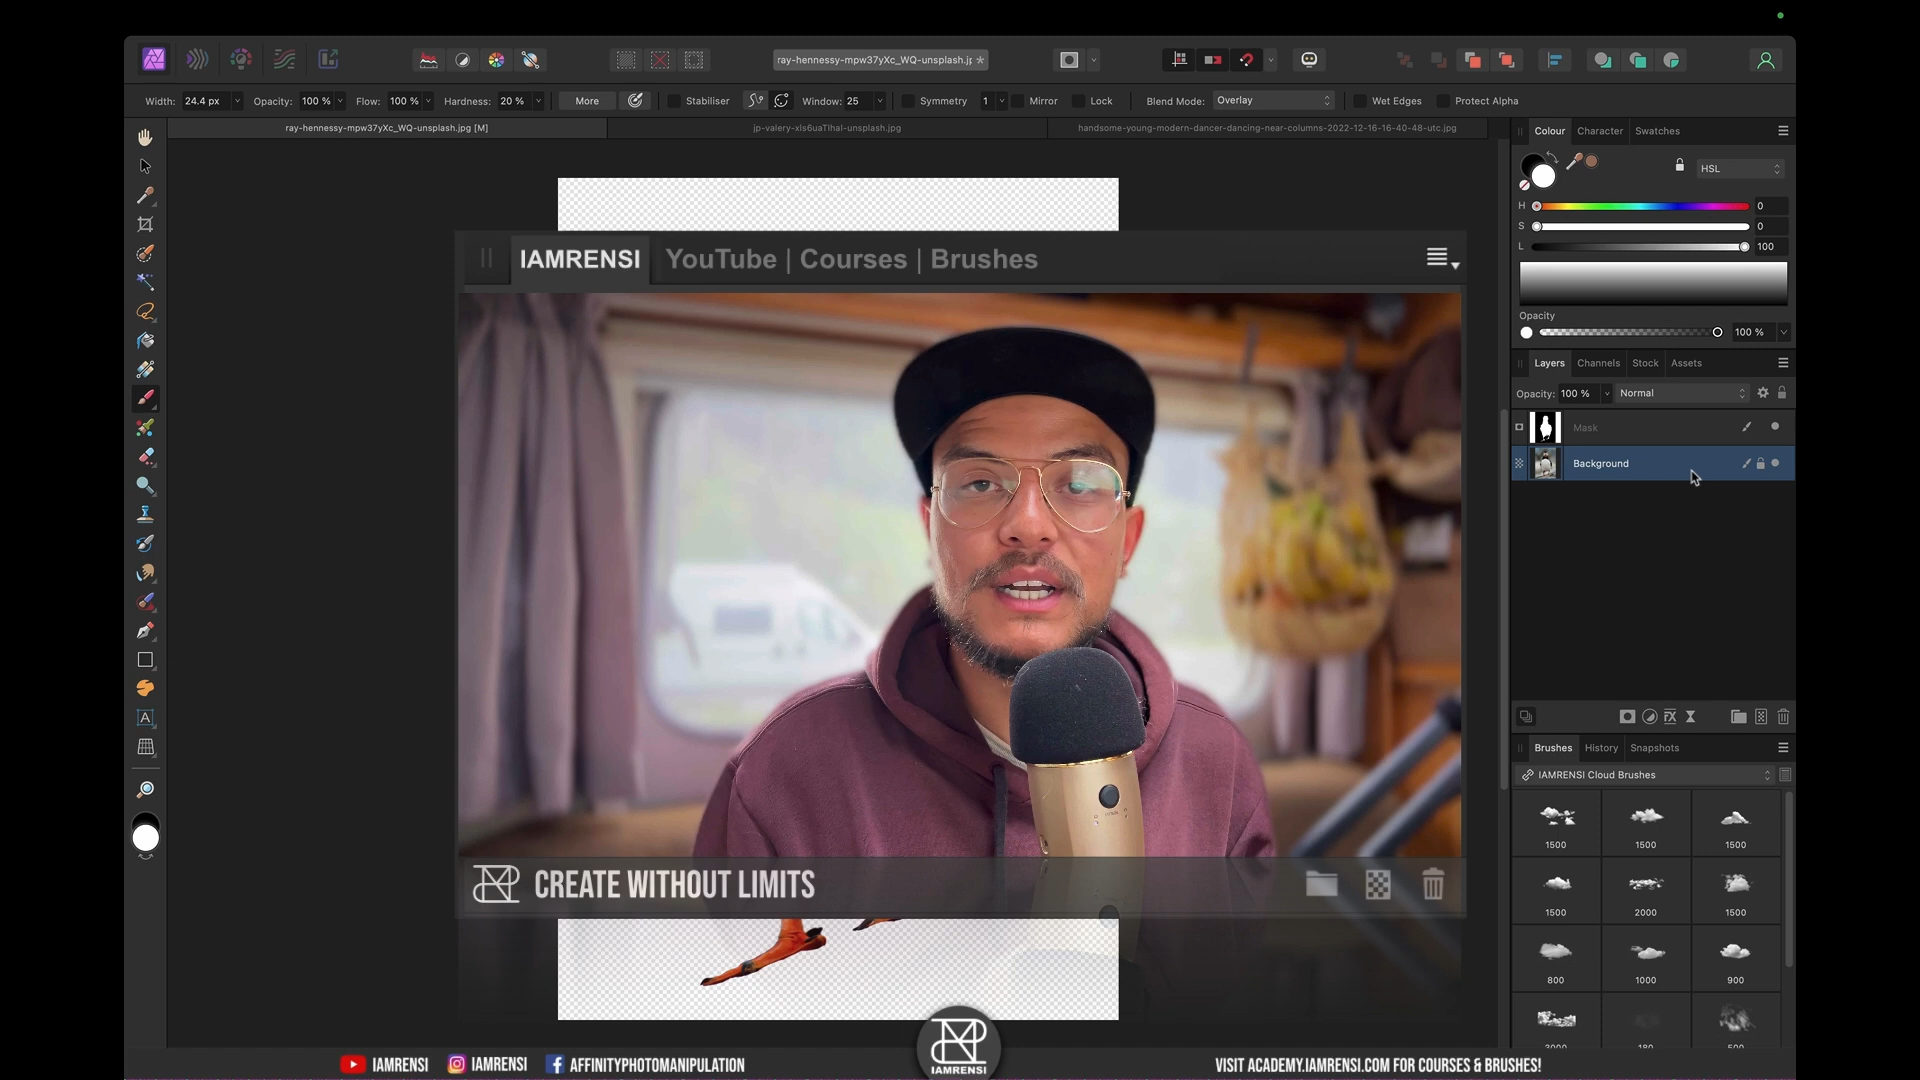 ray-hennessy-mpw37yXc_WQ-unsplash.jp *
Width: 24.4 px Opacity: 100 % Flow: 100 % Hardness: 20 % More Stabiliser Window: 25 Symmetry 1 Mirror Lock Blend Mode: Overlay Wet Edges Protect Alpha
ray-hennessy-mpw37yXc_WQ-unsplash.jpg [M]
handsome-young-modern-dancer-dancing-near-columns-2022-12-16-16-40-48-utc.jpg
Colour Character Swatches
HSL
H 0
S 0
L 100
Opacity
100 %
Layers Channels Stock Assets
Opacity: 100 % Normal
Mask
Background
Brushes History Snapshots
IAMRENSI Cloud Brushes
1500 1500 1500
1500 2000 1500
800 1000 900
3000 180 500
IAMRENSI YouTube | Courses | Brushes
CREATE WITHOUT LIMITS
IAMRENSI IAMRENSI AFFINITYPHOTOMANIPULATION
IAMRENSI
VISIT ACADEMY.IAMRENSI.COM FOR COURSES & BRUSHES!